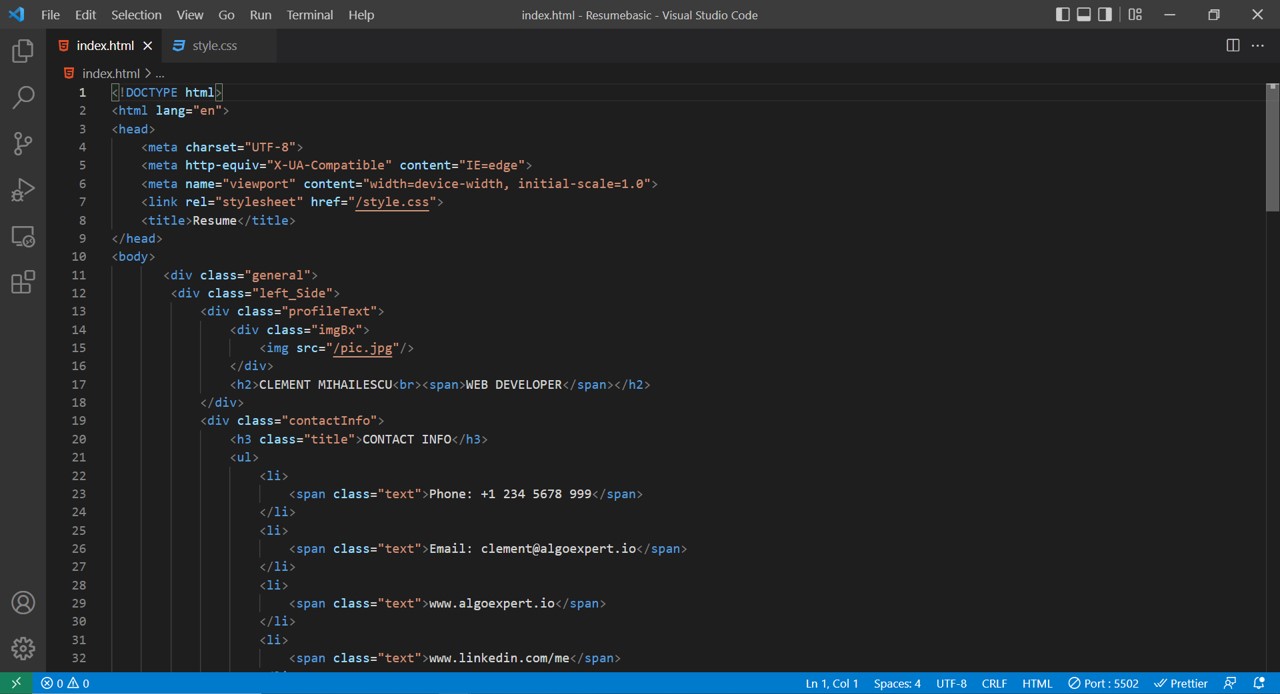 File Edit Selection View Go Run Terminal Help index.html - Resumebasic - Visual Studio Code
index.html style.css
index.html > ...
1 <!DOCTYPE html>
2 <html lang="en">
3 <head>
4 <meta charset="UTF-8">
5 <meta http-equiv="X-UA-Compatible" content="IE=edge">
6 <meta name="viewport" content="width=device-width, initial-scale=1.0">
7 <link rel="stylesheet" href="/style.css">
8 <title>Resume</title>
9 </head>
10 <body>
11 <div class="general">
12 <div class="left_Side">
13 <div class="profileText">
14 <div class="imgBx">
15 <img src="/pic.jpg"/>
16 </div>
17 <h2>CLEMENT MIHAILESCU<br><span>WEB DEVELOPER</span></h2>
18 </div>
19 <div class="contactInfo">
20 <h3 class="title">CONTACT INFO</h3>
21 <ul>
22 <li>
23 <span class="text">Phone: +1 234 5678 999</span>
24 </li>
25 <li>
26 <span class="text">Email: clement@algoexpert.io</span>
27 </li>
28 <li>
29 <span class="text">www.algoexpert.io</span>
30 </li>
31 <li>
32 <span class="text">www.linkedin.com/me</span>
0 0 Ln 1, Col 1 Spaces: 4 UTF-8 CRLF HTML Port : 5502 Prettier